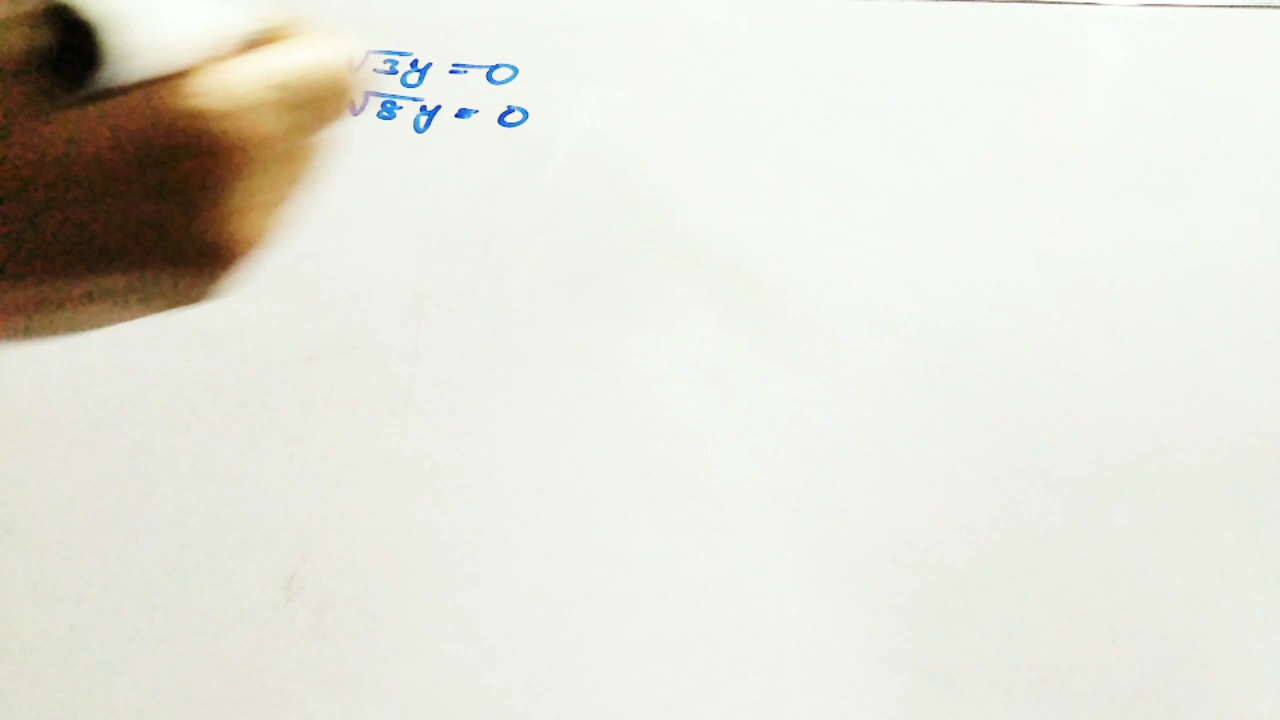 √3y = 0
√8y = 0